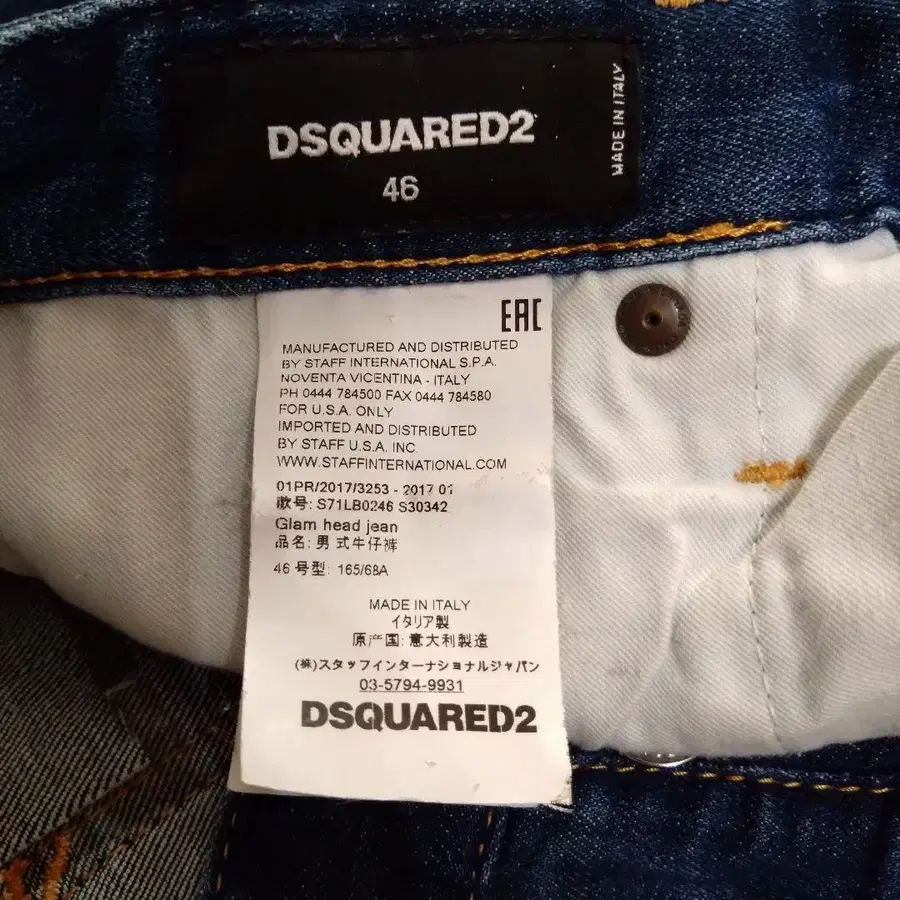 DSQUARED2
46
MADE IN ITALY
EAC
MANUFACTURED AND DISTRIBUTED
BY STAFF INTERNATIONAL S.P.A.
NOVENTA VICENTINA - ITALY
PH 0444 784500 FAX 0444 784580
FOR U.S.A. ONLY
IMPORTED AND DISTRIBUTED
BY STAFF U.S.A. INC.
WWW.STAFFINTERNATIONAL.COM
01PR/2017/3253 - 2017 01
款号: S71LB0246 S30342
Glam head jean
品名: 男式牛仔裤
46 号型: 165/68A
MADE IN ITALY
イタリア製
原产国: 意大利製造
(株)スタッフインターナショナルジャパン
03-5794-9931
DSQUARED2